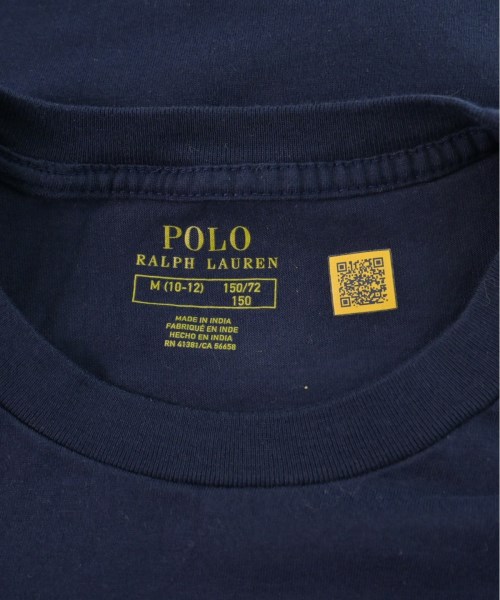 POLO
RALPH LAUREN
M (10-12) 150/72
150
MADE IN INDIA
FABRIQUÉ EN INDE
HECHO EN INDIA
RN 41381/CA 56658